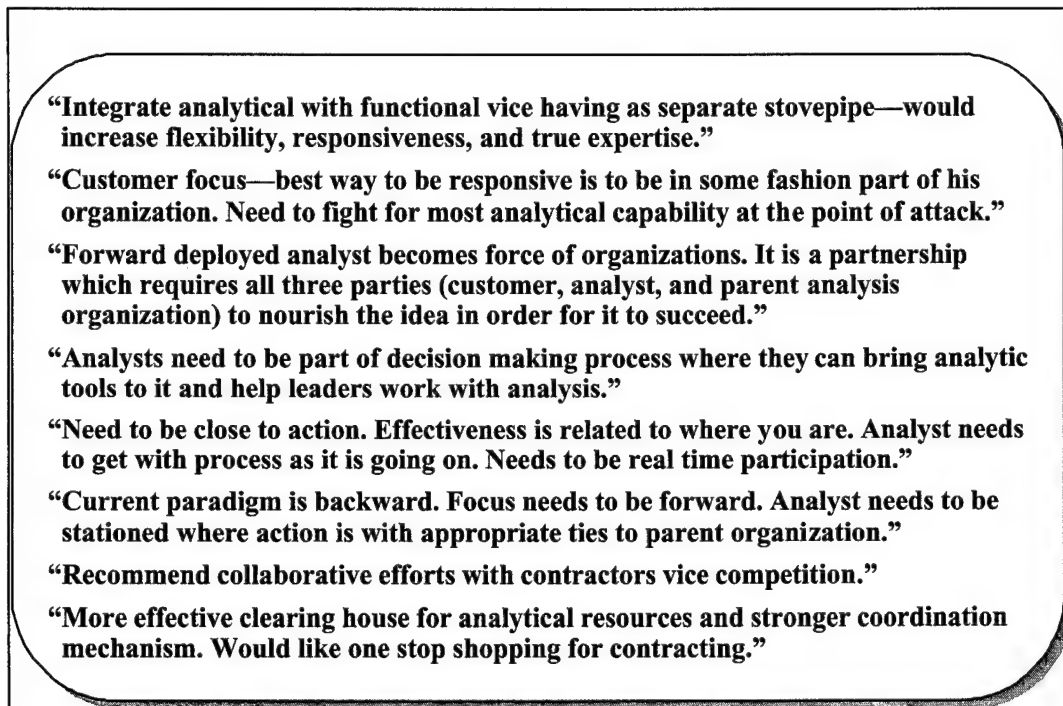 “Integrate analytical with functional vice having as separate stovepipe—would
increase flexibility, responsiveness, and true expertise.”
“Customer focus—best way to be responsive is to be in some fashion part of his
organization. Need to fight for most analytical capability at the point of attack.”
“Forward deployed analyst becomes force of organizations. It is a partnership
which requires all three parties (customer, analyst, and parent analysis
organization) to nourish the idea in order for it to succeed.”
“Analysts need to be part of decision making process where they can bring analytic
tools to it and help leaders work with analysis.”
“Need to be close to action. Effectiveness is related to where you are. Analyst needs
to get with process as it is going on. Needs to be real time participation.”
“Current paradigm is backward. Focus needs to be forward. Analyst needs to be
stationed where action is with appropriate ties to parent organization.”
“Recommend collaborative efforts with contractors vice competition.”
“More effective clearing house for analytical resources and stronger coordination
mechanism. Would like one stop shopping for contracting.”